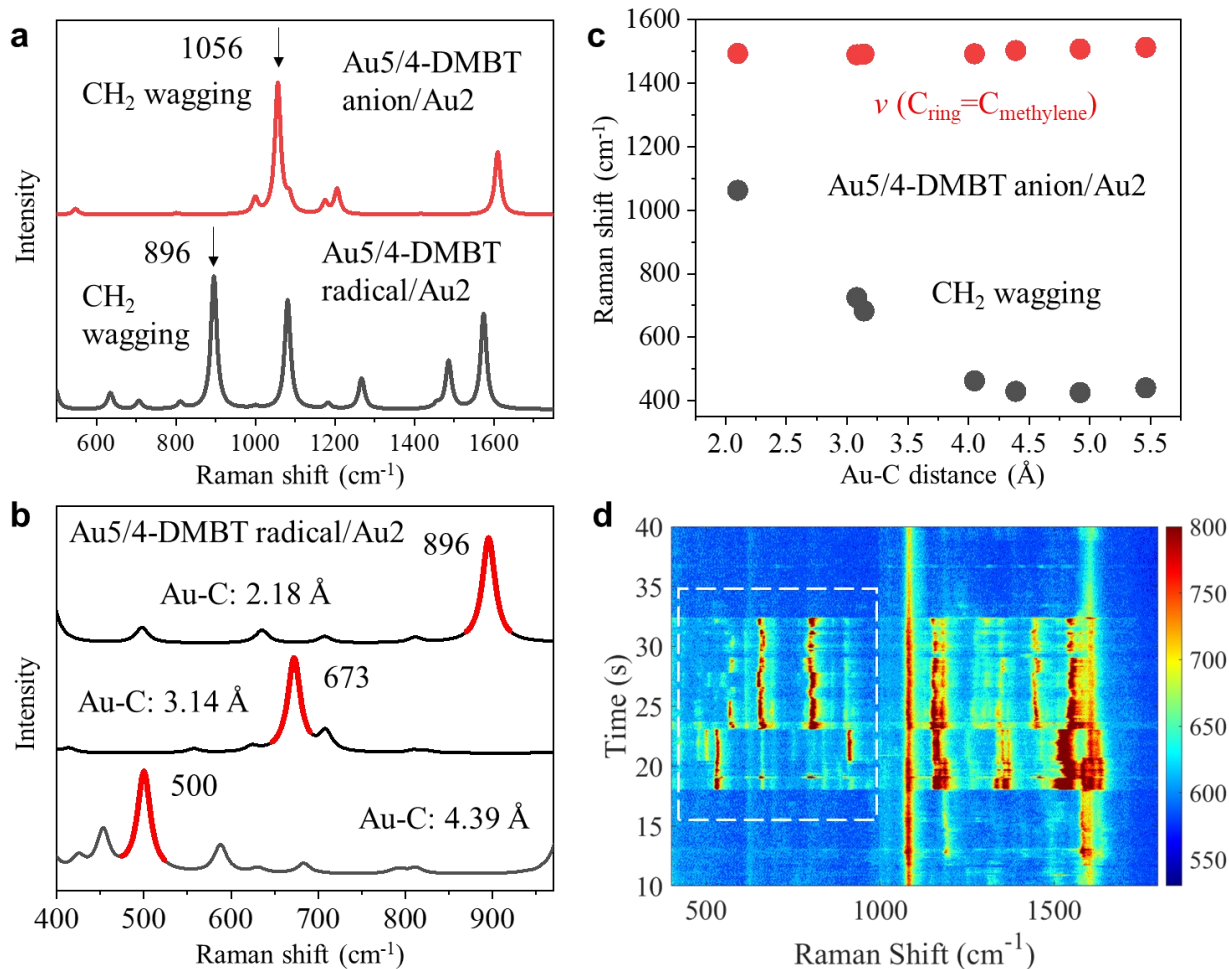 a
1056
CH₂ wagging
Au5/4-DMBT
anion/Au2
896
CH₂
wagging
Au5/4-DMBT
radical/Au2
Intensity
600 800 1000 1200 1400 1600
Raman shift (cm⁻¹)
b
Au5/4-DMBT radical/Au2
896
Au-C: 2.18 Å
673
Au-C: 3.14 Å
500
Au-C: 4.39 Å
Intensity
400 500 600 700 800 900
Raman shift (cm⁻¹)
c
1600
1400
1200
1000
800
600
400
Raman shift (cm⁻¹)
ν (C_ring=C_methylene)
Au5/4-DMBT anion/Au2
CH₂ wagging
2.0 2.5 3.0 3.5 4.0 4.5 5.0 5.5
Au-C distance (Å)
d
40
35
30
25
20
15
10
Time (s)
500 1000 1500
Raman Shift (cm⁻¹)
800
750
700
650
600
550